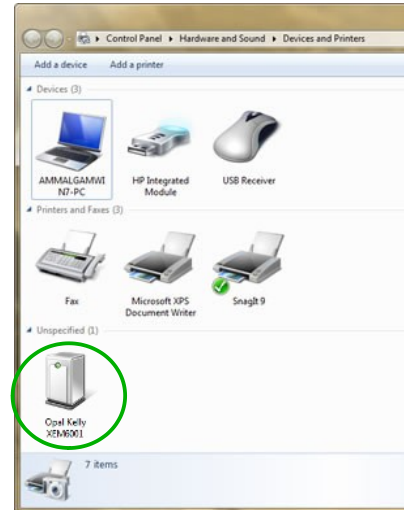 Control Panel ▸ Hardware and Sound ▸ Devices and Printers
Add a device Add a printer
Devices (3)
AMMALGAMWI
N7-PC
HP Integrated
Module
USB Receiver
Printers and Faxes (3)
Fax
Microsoft XPS
Document Writer
SnagIt 9
Unspecified (1)
Opal Kelly
XEM6001
7 items